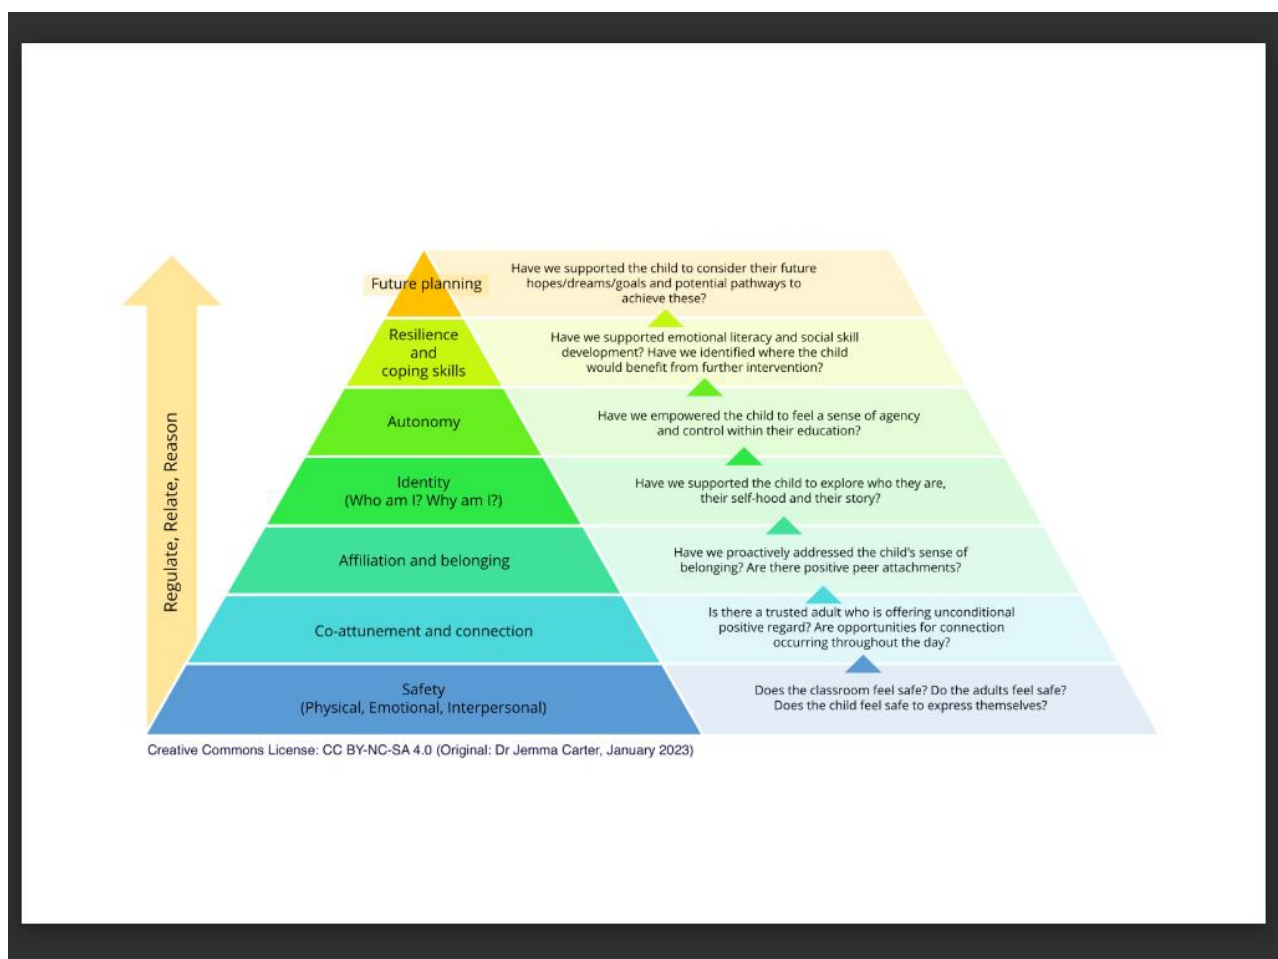 Future planning
Have we supported the child to consider their future
hopes/dreams/goals and potential pathways to
achieve these?
Resilience
and
coping skills
Have we supported emotional literacy and social skill
development? Have we identified where the child
would benefit from further intervention?
Autonomy
Have we empowered the child to feel a sense of agency
and control within their education?
Identity
(Who am I? Why am I?)
Have we supported the child to explore who they are,
their self-hood and their story?
Affiliation and belonging
Have we proactively addressed the child's sense of
belonging? Are there positive peer attachments?
Co-attunement and connection
Is there a trusted adult who is offering unconditional
positive regard? Are opportunities for connection
occurring throughout the day?
Safety
(Physical, Emotional, Interpersonal)
Does the classroom feel safe? Do the adults feel safe?
Does the child feel safe to express themselves?
Regulate, Relate, Reason
Creative Commons License: CC BY-NC-SA 4.0 (Original: Dr Jemma Carter, January 2023)